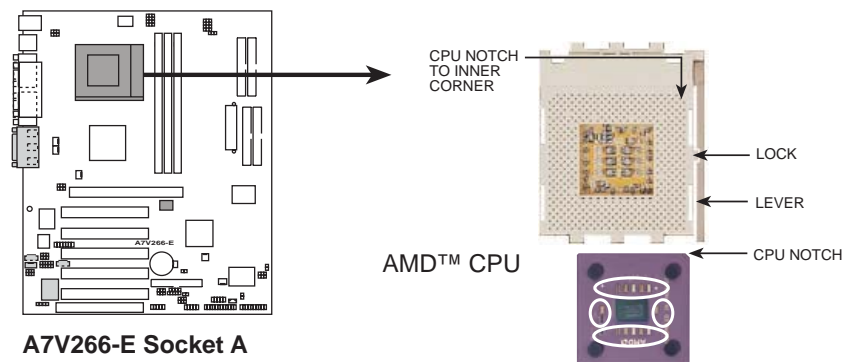 CPU NOTCH
TO INNER
CORNER
LOCK
LEVER
CPU NOTCH
AMD™ CPU
A7V266-E
A7V266-E Socket A